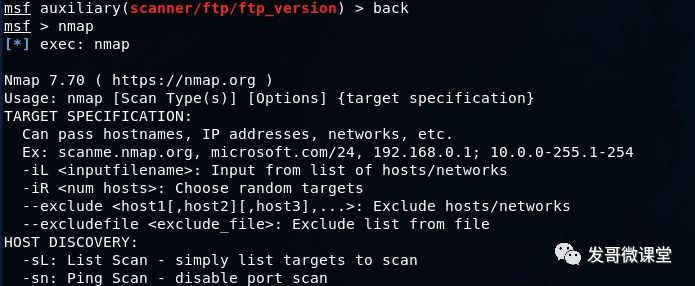 msf auxiliary(scanner/ftp/ftp_version) > back
msf > nmap
[*] exec: nmap
Nmap 7.70 ( https://nmap.org )
Usage: nmap [Scan Type(s)] [Options] {target specification}
TARGET SPECIFICATION:
  Can pass hostnames, IP addresses, networks, etc.
  Ex: scanme.nmap.org, microsoft.com/24, 192.168.0.1; 10.0.0-255.1-254
  -iL <inputfilename>: Input from list of hosts/networks
  -iR <num hosts>: Choose random targets
  --exclude <host1[,host2][,host3],...>: Exclude hosts/networks
  --excludefile <exclude_file>: Exclude list from file
HOST DISCOVERY:
  -sL: List Scan - simply list targets to scan
  -sn: Ping Scan - disable port scan
发哥微课堂